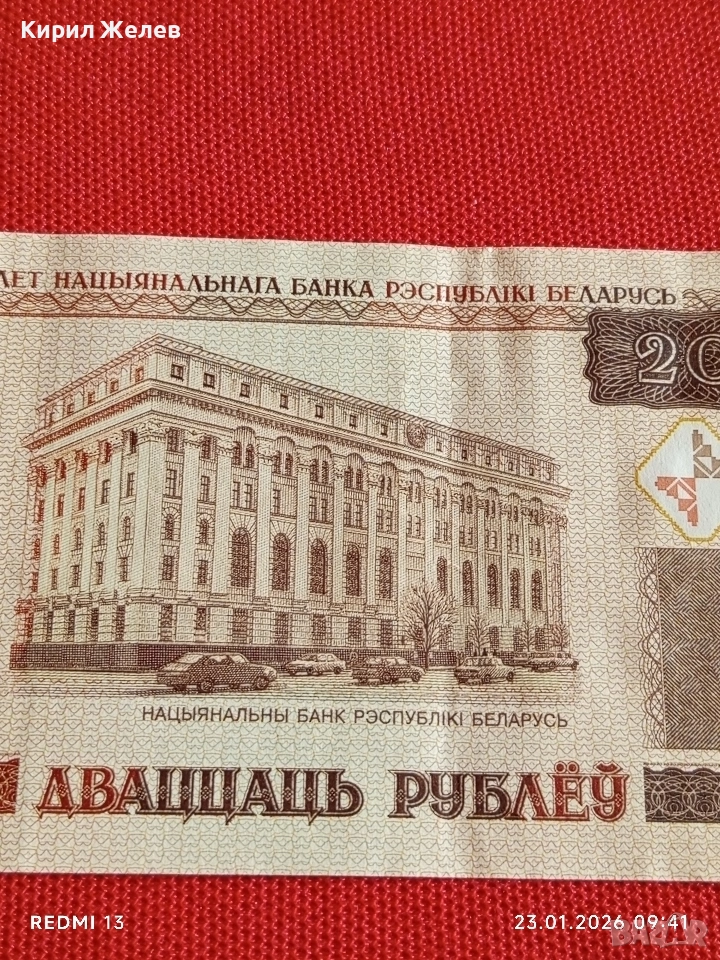 Кирил Желев
ЛЕТ НАЦЫЯНАЛЬНАГА БАНКА РЭСПУБЛІКІ БЕЛАРУСЬ
20
НАЦЫЯНАЛЬНЫ БАНК РЭСПУБЛІКІ БЕЛАРУСЬ
ДВАЦЦАЦЬ РУБЛЁЎ
REDMI 13
23.01.2026 09:41